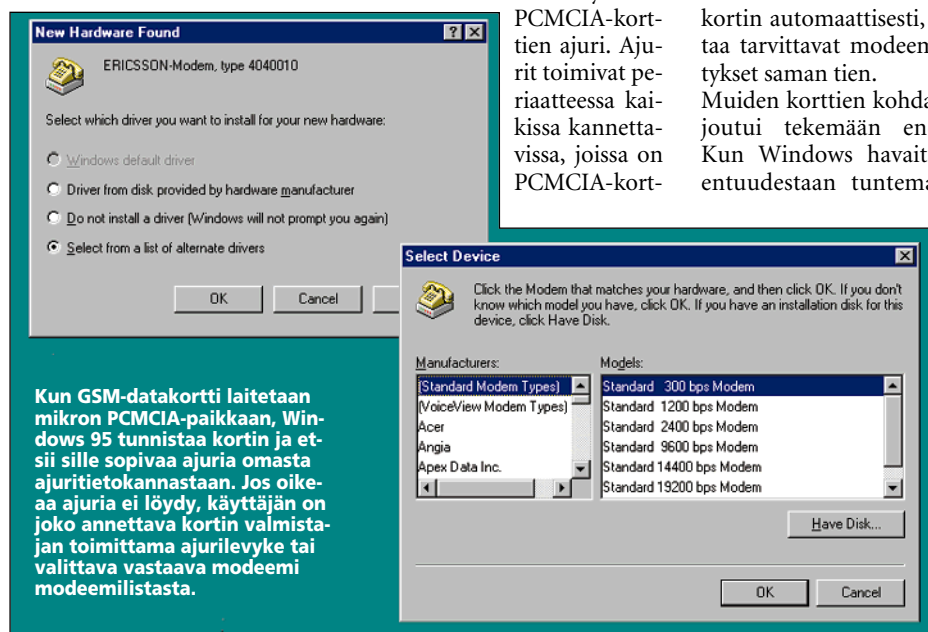 PCMCIA-kort-
tien ajuri. Aju-
rit toimivat pe-
riaatteessa kai-
kissa kannetta-
vissa, joissa on
PCMCIA-kort-
kortin automaattisesti,
taa tarvittavat modeem
tykset saman tien.
Muiden korttien kohda
joutui tekemään en
Kun Windows havait
entuudestaan tuntema
New Hardware Found
ERICSSON-Modem, type 4040010
Select which driver you want to install for your new hardware:
Windows default driver
Driver from disk provided by hardware manufacturer
Do not install a driver (Windows will not prompt you again)
Select from a list of alternate drivers
OK Cancel
Select Device
Click the Modem that matches your hardware, and then click OK. If you don't
know which model you have, click OK. If you have an installation disk for this
device, click Have Disk.
Manufacturers:
(Standard Modem Types)
(VoiceView Modem Types)
Acer
Angia
Apex Data Inc.
Models:
Standard 300 bps Modem
Standard 1200 bps Modem
Standard 2400 bps Modem
Standard 9600 bps Modem
Standard 14400 bps Modem
Standard 19200 bps Modem
Have Disk...
OK Cancel
Kun GSM-datakortti laitetaan
mikron PCMCIA-paikkaan, Win-
dows 95 tunnistaa kortin ja et-
sii sille sopivaa ajuria omasta
ajuritietokannastaan. Jos oike-
aa ajuria ei löydy, käyttäjän on
joko annettava kortin valmista-
jan toimittama ajurilevyke tai
valittava vastaava modeemi
modeemilistasta.